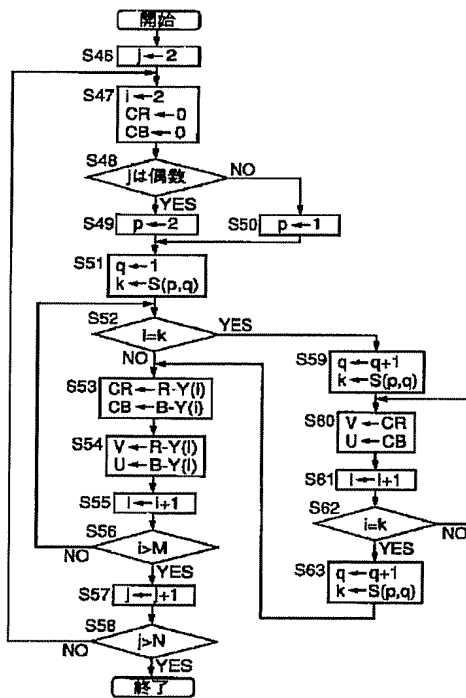 開始
S46
j←2
S47
i←2
CR←0
CB←0
S48
jは偶数
NO
YES
S49
p←2
S50
p←1
S51
q←1
k←S(p,q)
S52
i=k
YES
NO
S53
CR←R-Y(i)
CB←B-Y(i)
S54
V←R-Y(i)
U←B-Y(i)
S55
i←i+1
S56
i>M
NO
YES
S57
j←j+1
S58
j>N
NO
YES
終了
S59
q←q+1
k←S(p,q)
S60
V←CR
U←CB
S61
i←i+1
S62
i=k
NO
YES
S63
q←q+1
k←S(p,q)